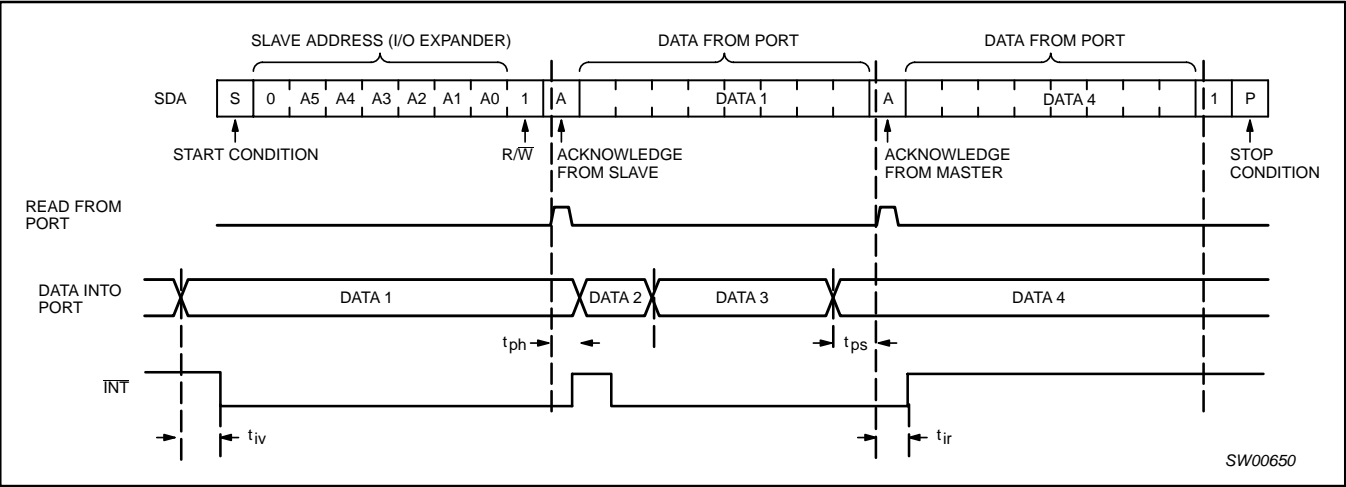 SLAVE ADDRESS (I/O EXPANDER) DATA FROM PORT DATA FROM PORT
SDA S 0 A5 A4 A3 A2 A1 A0 1 A DATA 1 A DATA 4 1 P
START CONDITION R/W̅ ACKNOWLEDGE FROM SLAVE ACKNOWLEDGE FROM MASTER STOP CONDITION
READ FROM
PORT
DATA INTO
PORT
DATA 1 DATA 2 DATA 3 DATA 4
tph tps
I̅N̅T̅
tiv tir
SW00650